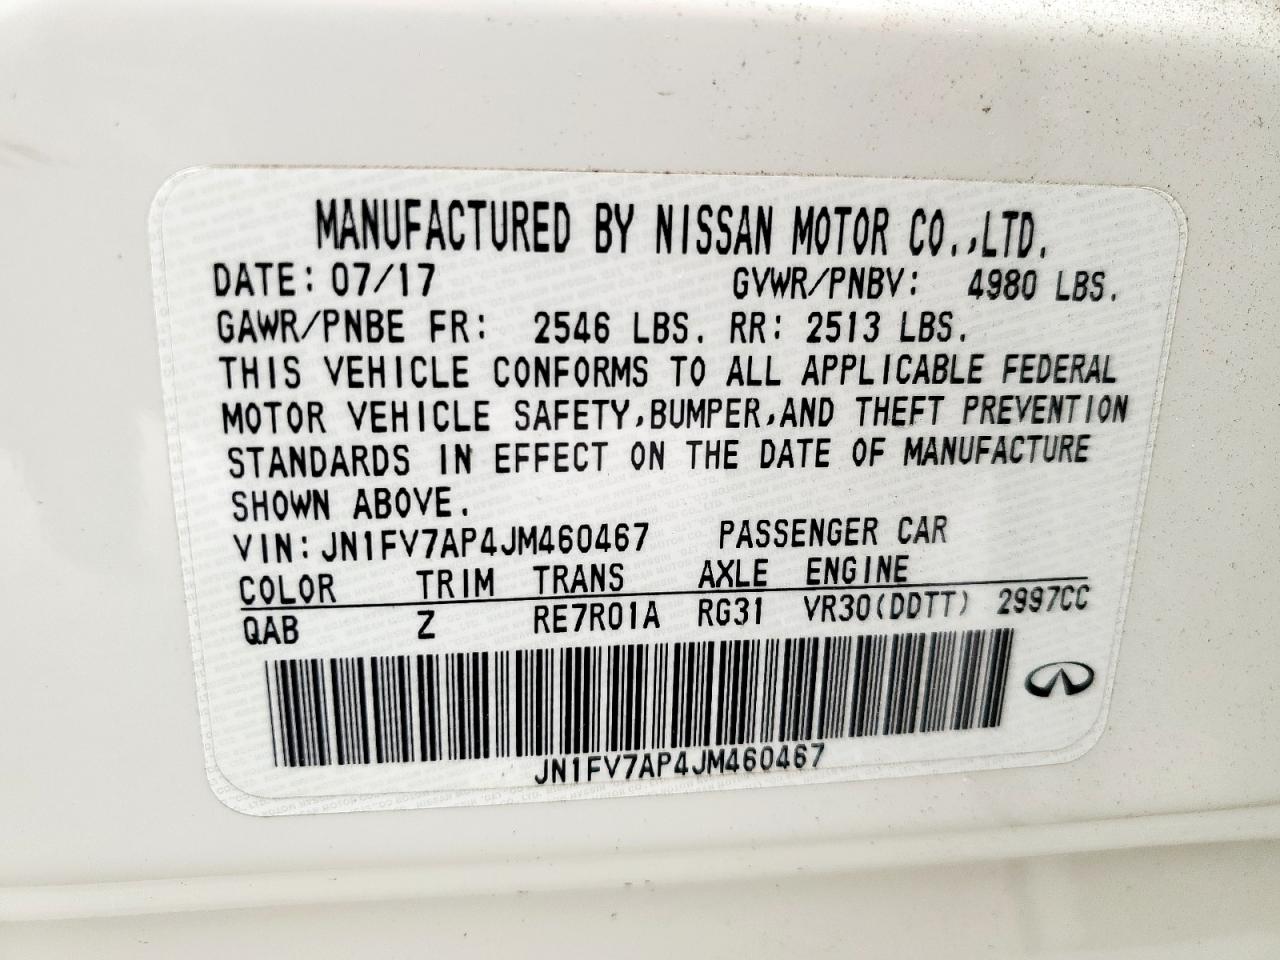 MANUFACTURED BY NISSAN MOTOR CO.,LTD.
DATE: 07/17 GVWR/PNBV: 4980 LBS.
GAWR/PNBE FR: 2546 LBS. RR: 2513 LBS.
THIS VEHICLE CONFORMS TO ALL APPLICABLE FEDERAL
MOTOR VEHICLE SAFETY,BUMPER,AND THEFT PREVENTION
STANDARDS IN EFFECT ON THE DATE OF MANUFACTURE
SHOWN ABOVE.
VIN: JN1FV7AP4JM460467 PASSENGER CAR
COLOR TRIM TRANS AXLE ENGINE
QAB Z RE7R01A RG31 VR30(DDTT) 2997CC
JN1FV7AP4JM460467